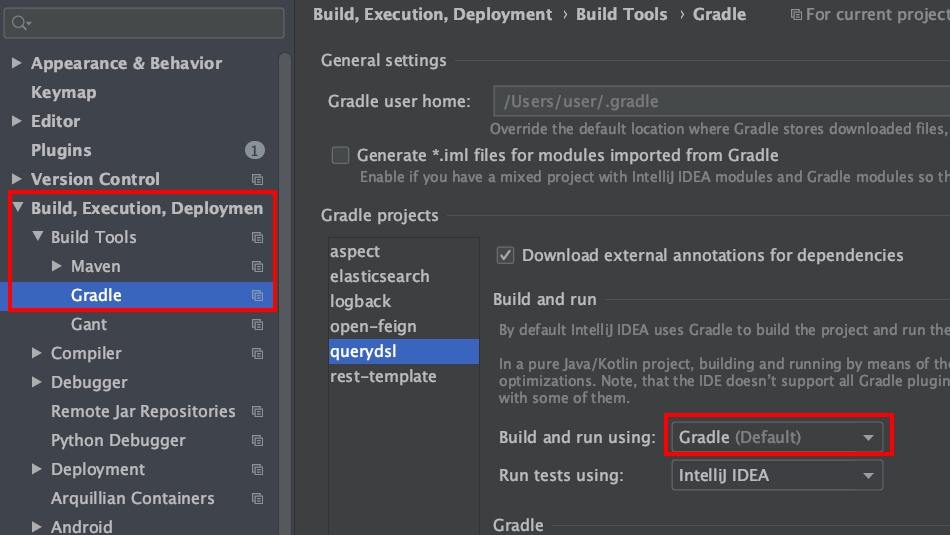 Appearance & Behavior
Keymap
Editor
Plugins 1
Version Control
Build, Execution, Deploymen
Build Tools
Maven
Gradle
Gant
Compiler
Debugger
Remote Jar Repositories
Python Debugger
Deployment
Arquillian Containers
Android
Build, Execution, Deployment › Build Tools › Gradle For current project
General settings
Gradle user home: /Users/user/.gradle
Override the default location where Gradle stores downloaded files,
Generate *.iml files for modules imported from Gradle
Enable if you have a mixed project with IntelliJ IDEA modules and Gradle modules so th
Gradle projects
aspect
elasticsearch
logback
open-feign
querydsl
rest-template
Download external annotations for dependencies
Build and run
By default IntelliJ IDEA uses Gradle to build the project and run the
In a pure Java/Kotlin project, building and running by means of the
optimizations. Note, that the IDE doesn't support all Gradle plugin
with some of them.
Build and run using: Gradle (Default)
Run tests using: IntelliJ IDEA
Gradle